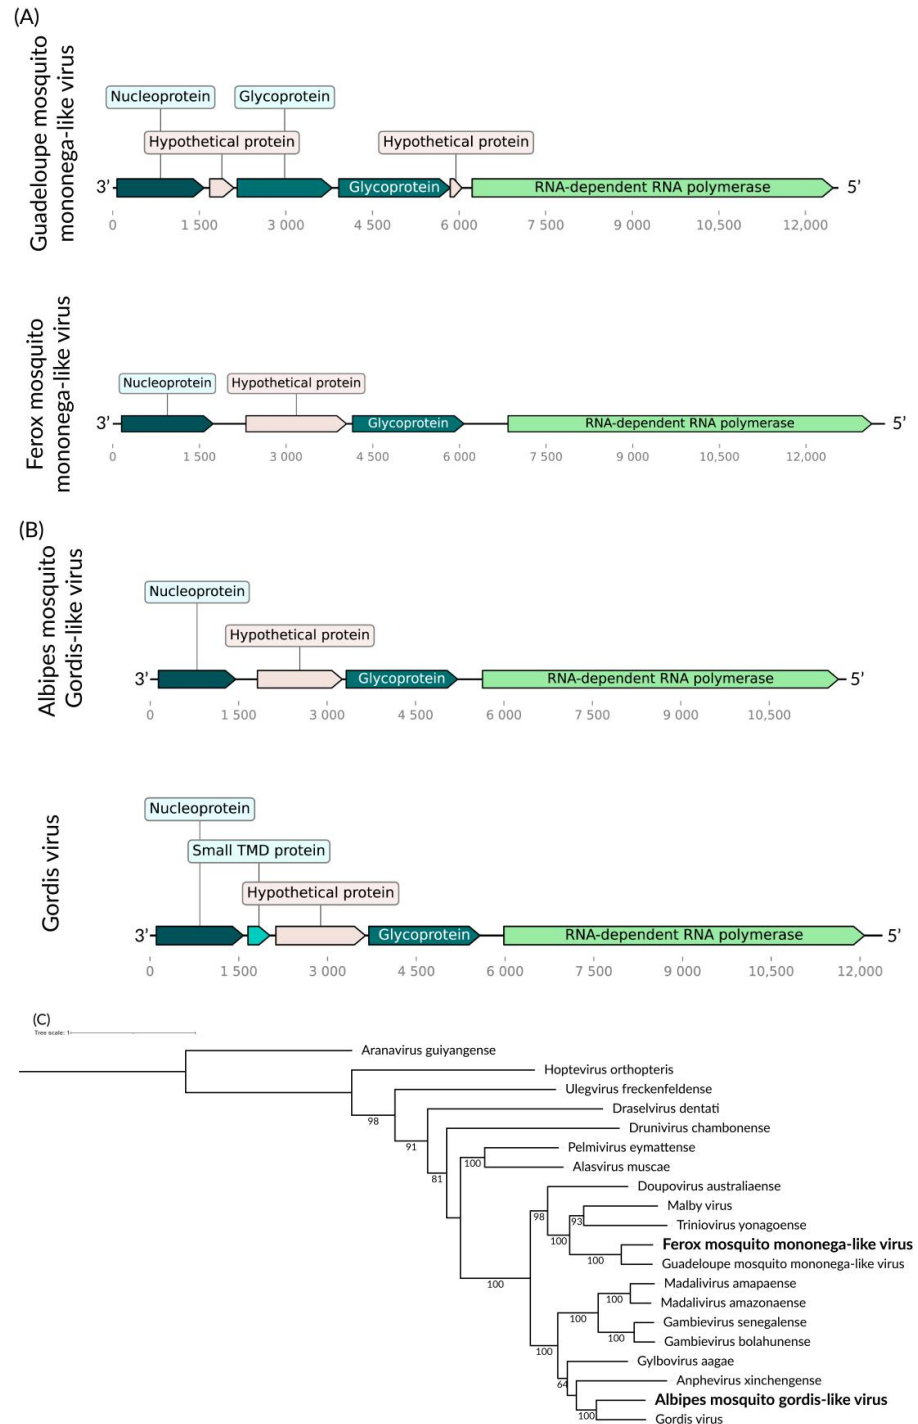 (A)
Guadeloupe mosquito
mononega-like virus
Nucleoprotein
Glycoprotein
Hypothetical protein
Hypothetical protein
3’
Glycoprotein
RNA-dependent RNA polymerase
5’
0
1 500
3 000
4 500
6 000
7 500
9 000
10,500
12,000
Ferox mosquito
mononega-like virus
Nucleoprotein
Hypothetical protein
3’
Glycoprotein
RNA-dependent RNA polymerase
5’
0
1 500
3 000
4 500
6 000
7 500
9 000
10,500
12,000
(B)
Albipes mosquito
Gordis-like virus
Nucleoprotein
Hypothetical protein
3’
Glycoprotein
RNA-dependent RNA polymerase
5’
0
1 500
3 000
4 500
6 000
7 500
9 000
10,500
Gordis virus
Nucleoprotein
Small TMD protein
Hypothetical protein
3’
Glycoprotein
RNA-dependent RNA polymerase
5’
0
1 500
3 000
4 500
6 000
7 500
9 000
10,500
12,000
(C)
Tree scale: 1
Aranavirus guiyangense
Hoptevirus orthopteris
Ulegvirus freckenfeldense
98
Draselvirus dentati
91
Drunivirus chambonense
Pelmivirus eymattense
100
Alasvirus muscae
81
Doupovirus australiaense
Malby virus
98
93
Triniovirus yonagoense
100
Ferox mosquito mononega-like virus
100
Guadeloupe mosquito mononega-like virus
100
Madalivirus amapaense
100
Madalivirus amazonaense
100
Gambievirus senegalense
100
Gambievirus bolahunense
100
Gylbovirus aagae
64
Anphevirus xinchengense
Albipes mosquito gordis-like virus
100
Gordis virus